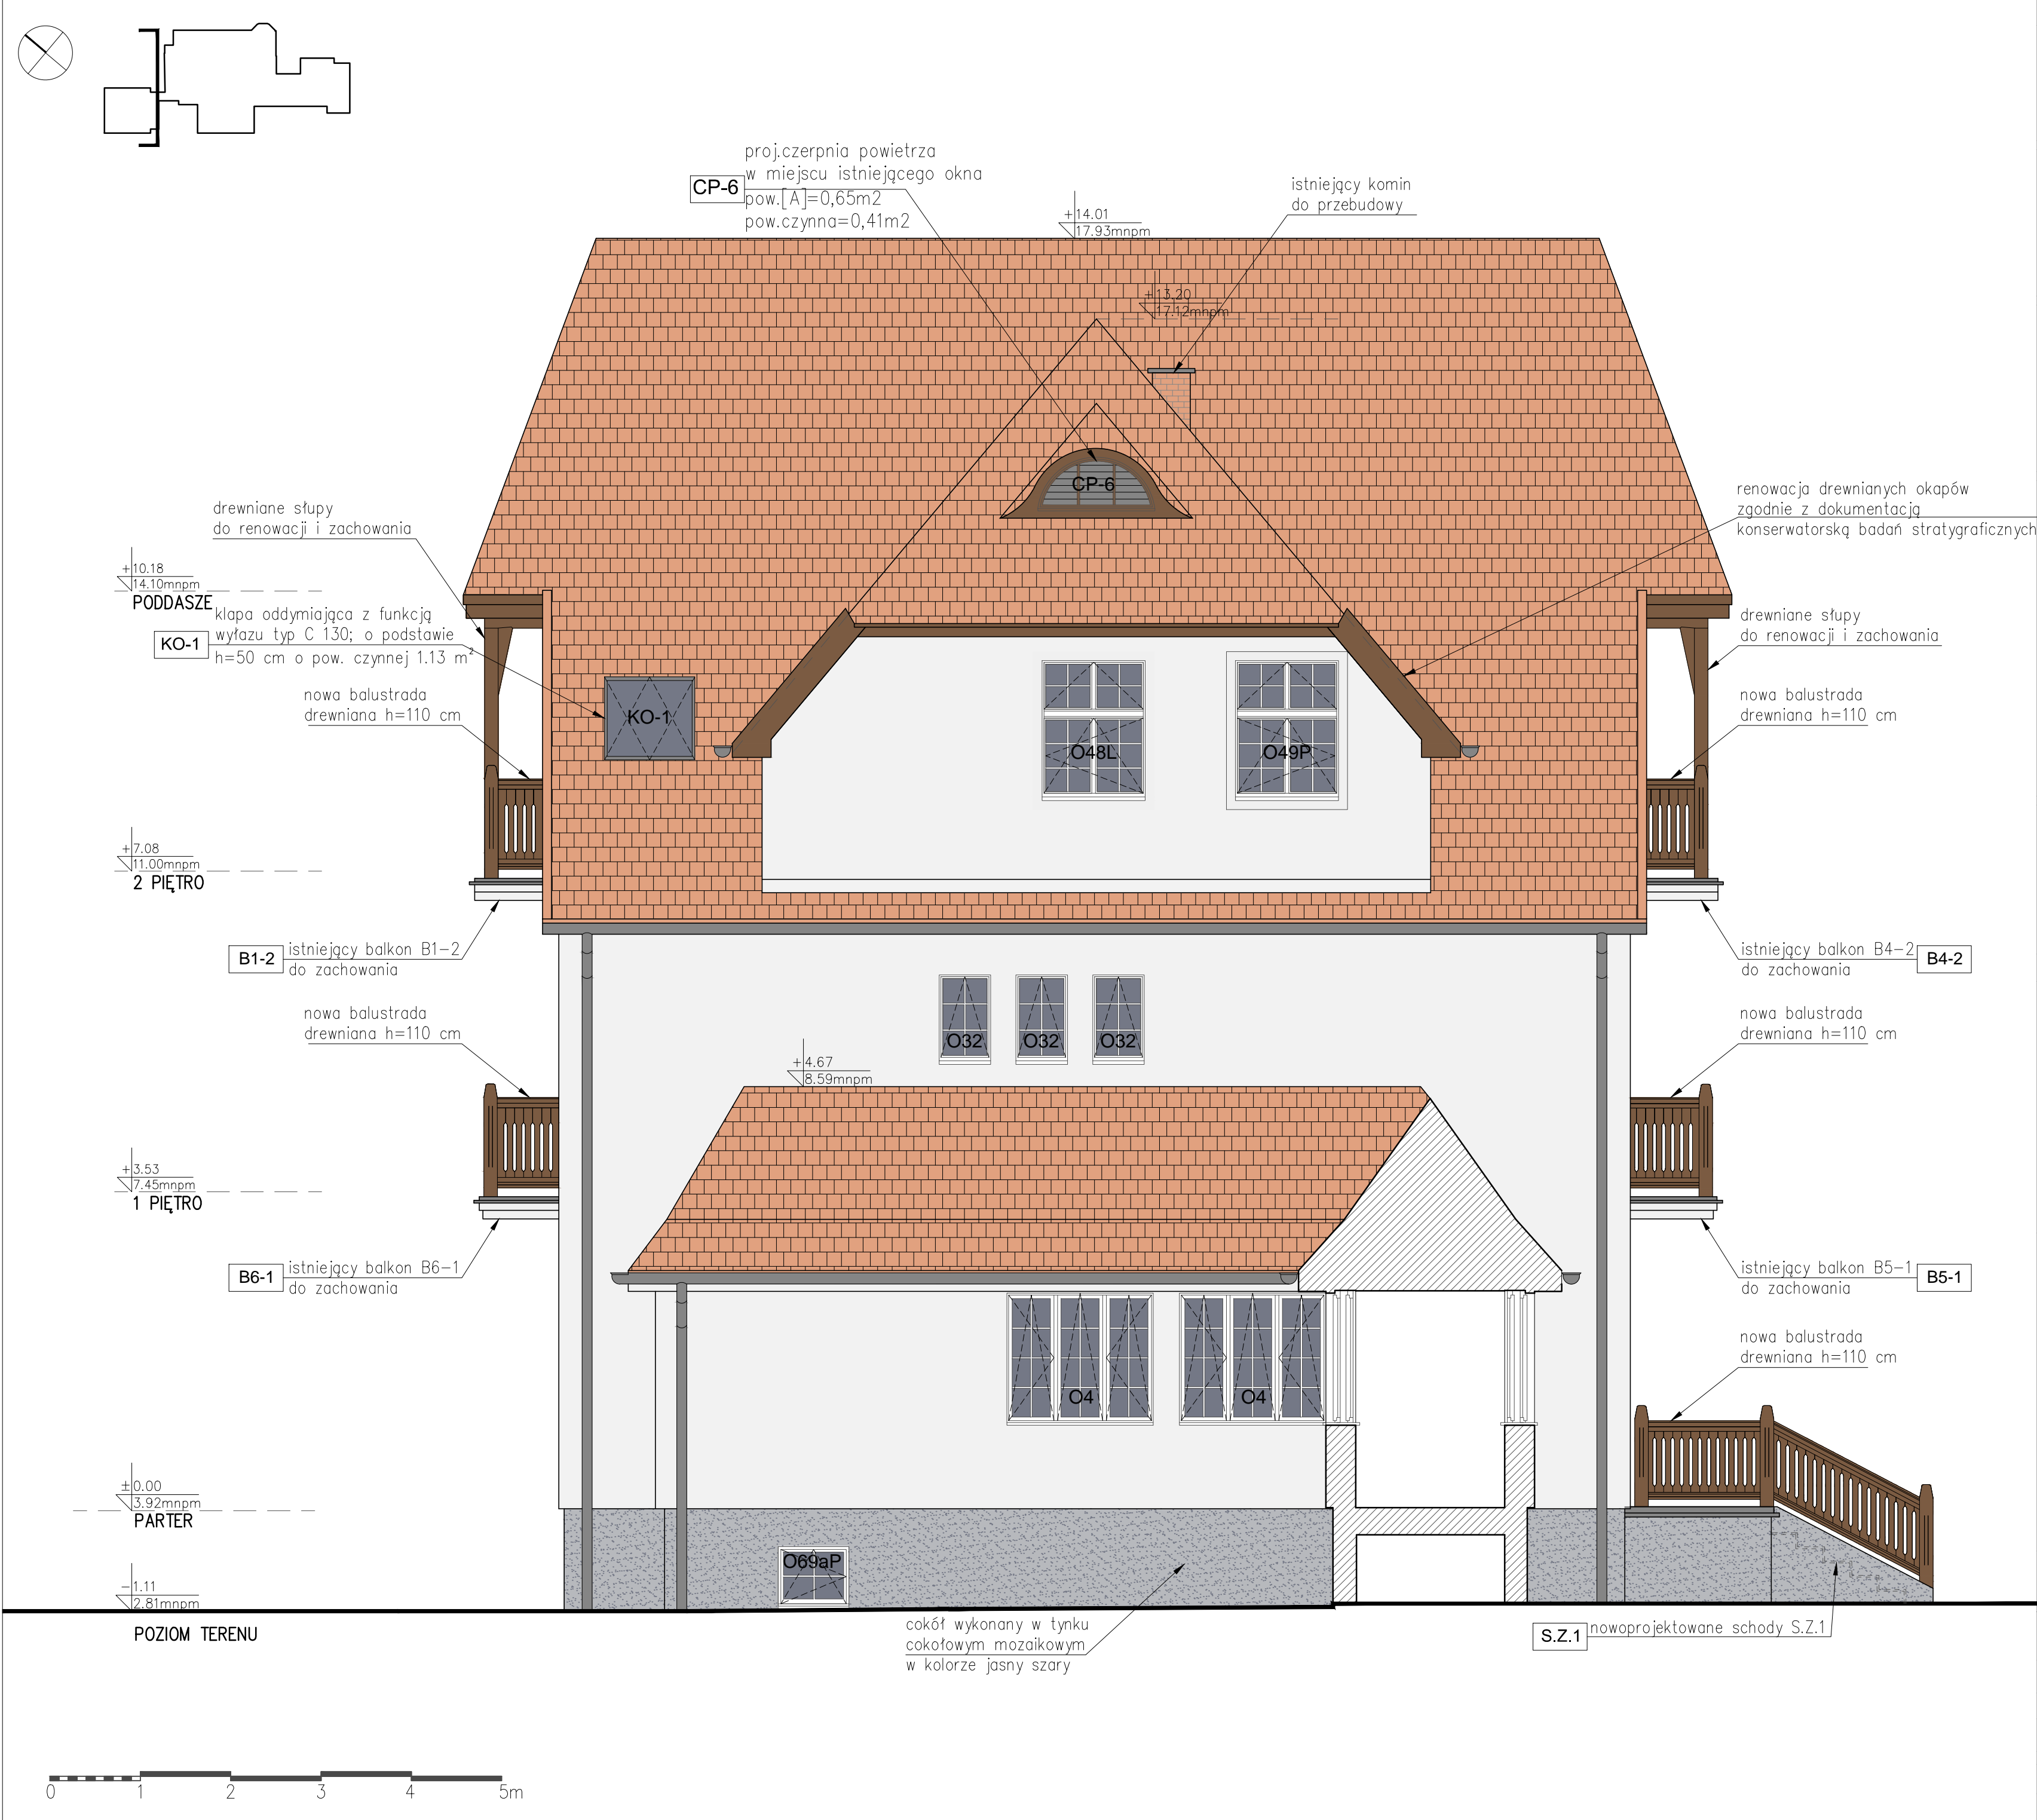 proj.czerpnia powietrza
w miejscu istniejącego okna
CP-6
pow.[A]=0,65m2
pow.czynna=0,41m2
istniejący komin
do przebudowy
+14.01
17.93mnpm
+13.20
17.12mnpm
CP-6
drewniane słupy
do renowacji i zachowania
renowacja drewnianych okapów
zgodnie z dokumentacją
konserwatorską badań stratygraficznych
+10.18
14.10mnpm
PODDASZE
KO-1
klapa oddymiająca z funkcją
wyłazu typ C 130; o podstawie
h=50 cm o pow. czynnej 1.13 m²
drewniane słupy
do renowacji i zachowania
nowa balustrada
drewniana h=110 cm
KO-1
O48L
O49P
nowa balustrada
drewniana h=110 cm
+7.08
11.00mnpm
2 PIĘTRO
B1-2
istniejący balkon B1-2
do zachowania
istniejący balkon B4-2
do zachowania
B4-2
nowa balustrada
drewniana h=110 cm
O32
O32
O32
nowa balustrada
drewniana h=110 cm
+4.67
8.59mnpm
+3.53
7.45mnpm
1 PIĘTRO
B6-1
istniejący balkon B6-1
do zachowania
istniejący balkon B5-1
do zachowania
B5-1
nowa balustrada
drewniana h=110 cm
O4
O4
±0.00
3.92mnpm
PARTER
O69aP
-1.11
2.81mnpm
POZIOM TERENU
cokół wykonany w tynku
cokołowym mozaikowym
w kolorze jasny szary
S.Z.1
nowoprojektowane schody S.Z.1
0 1 2 3 4 5m